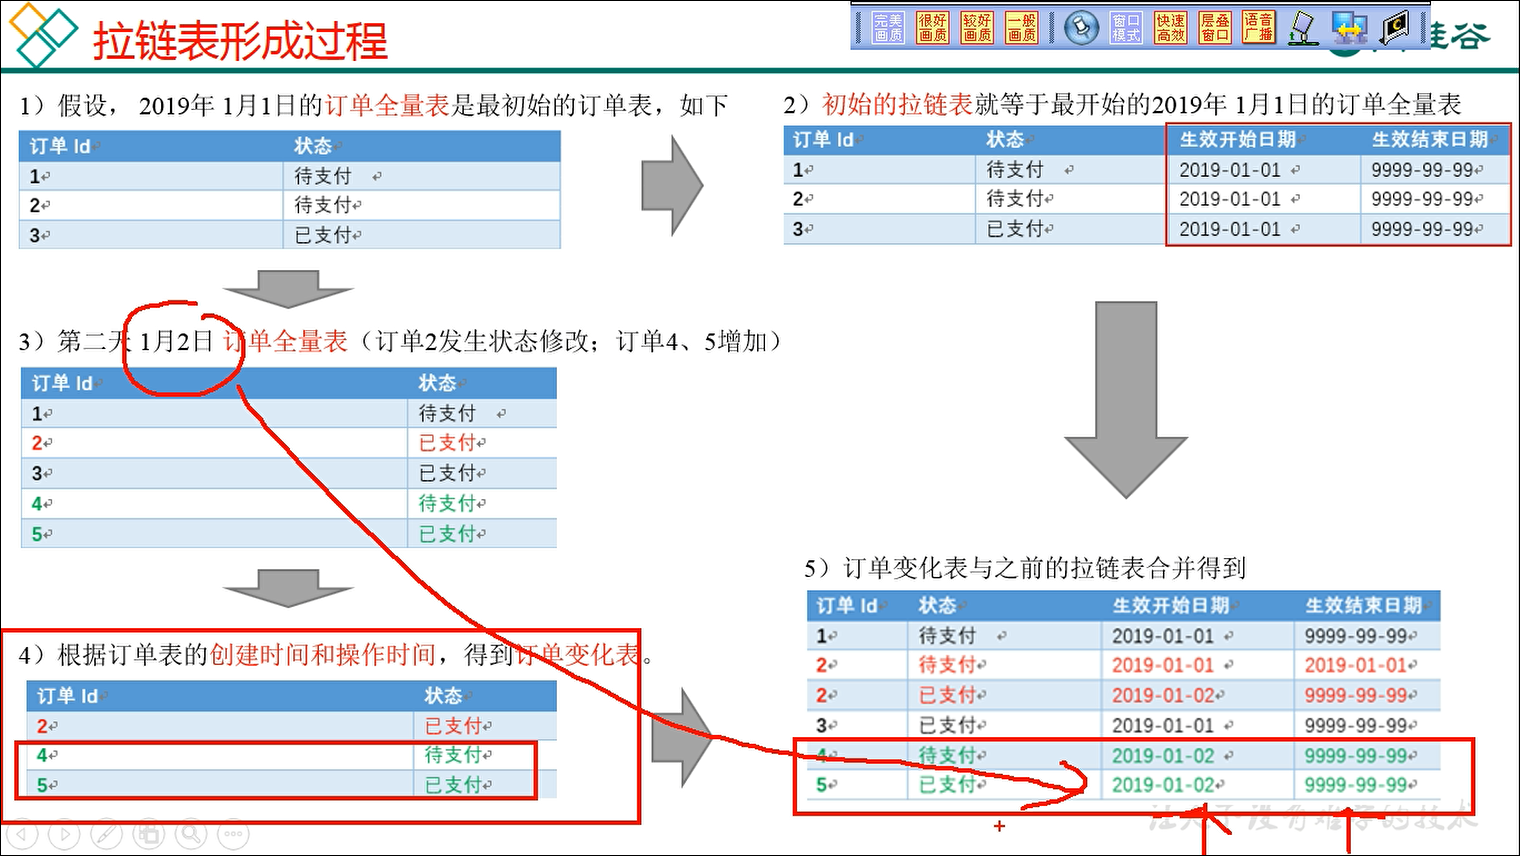 拉链表形成过程
完美画质 很好画质 较好画质 一般画质 窗口模式 快速高效 层叠窗口 语音广播
谷
1）假设， 2019年 1月1日的订单全量表是最初始的订单表，如下
订单 Id 状态
1 待支付
2 待支付
3 已支付
2）初始的拉链表就等于最开始的2019年 1月1日的订单全量表
订单 Id 状态 生效开始日期 生效结束日期
1 待支付 2019-01-01 9999-99-99
2 待支付 2019-01-01 9999-99-99
3 已支付 2019-01-01 9999-99-99
3）第二天 1月2日 订单全量表（订单2发生状态修改；订单4、5增加）
订单 Id 状态
1 待支付
2 已支付
3 已支付
4 待支付
5 已支付
4）根据订单表的创建时间和操作时间，得到订单变化表。
订单 Id 状态
2 已支付
4 待支付
5 已支付
5）订单变化表与之前的拉链表合并得到
订单 Id 状态 生效开始日期 生效结束日期
1 待支付 2019-01-01 9999-99-99
2 待支付 2019-01-01 2019-01-01
2 已支付 2019-01-02 9999-99-99
3 已支付 2019-01-01 9999-99-99
4 待支付 2019-01-02 9999-99-99
5 已支付 2019-01-02 9999-99-99